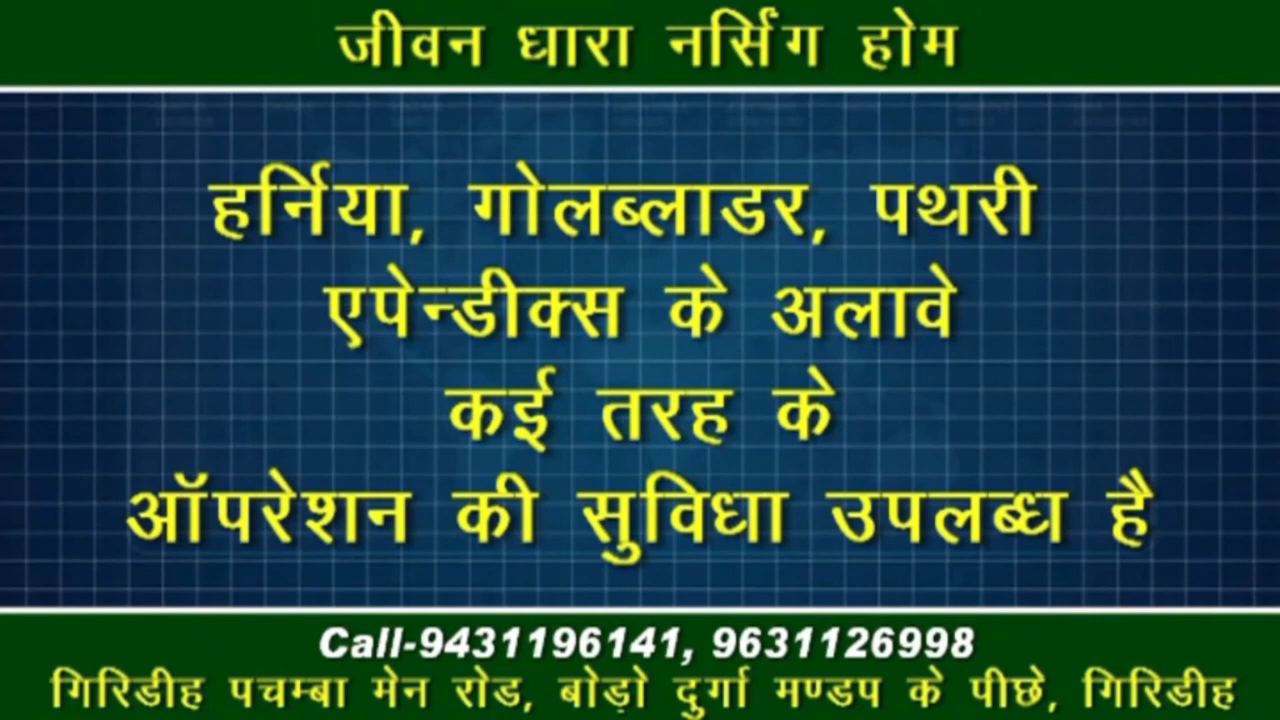 जीवन धारा नर्सिंग होम
हर्निया, गोलब्लाडर, पथरी
एपेन्डीक्स के अलावे
कई तरह के
ऑपरेशन की सुविधा उपलब्ध है
Call-9431196141, 9631126998
गिरिडीह पचम्बा मेन रोड, बोड़ो दुर्गा मण्डप के पीछे, गिरिडीह